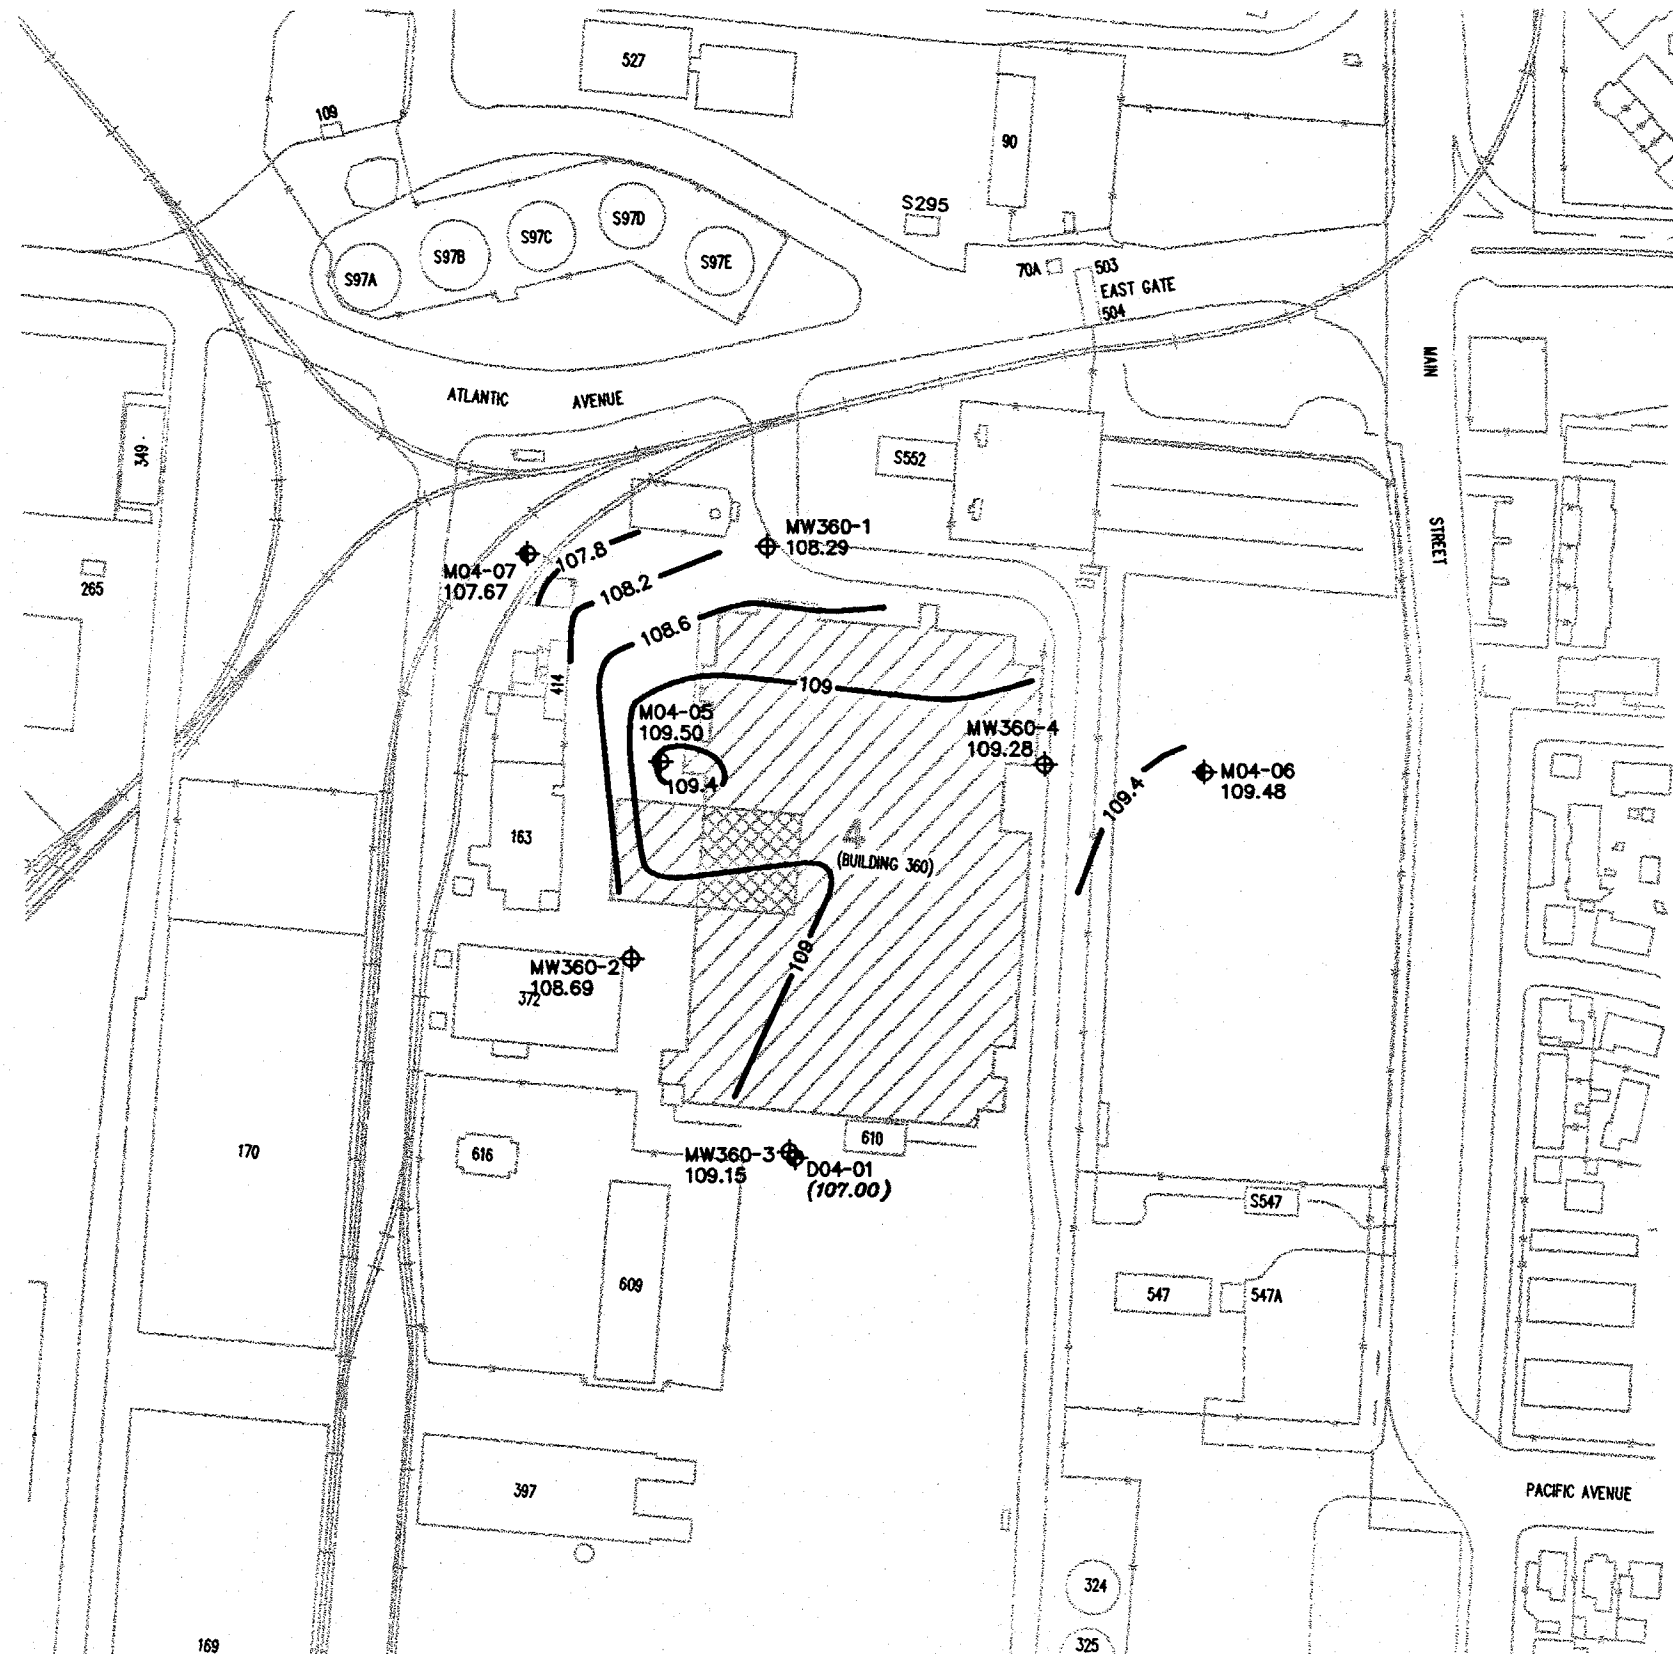 527
109
90
S97D
S97C
S295
S97B
S97E
S97A
70A
503
EAST GATE
504
MAIN
ATLANTIC AVENUE
349
S552
STREET
MW360-1
108.29
107.8
M04-07
107.67
108.2
265
108.6
414
109
M04-05
109.50
MW360-4
109.28
M04-06
109.48
109.4
109.4
163
4
(BUILDING 360)
109
MW360-2
108.69
372
170
616
610
MW360-3
109.15
D04-01
(107.00)
S547
609
547
547A
397
PACIFIC AVENUE
324
169
325